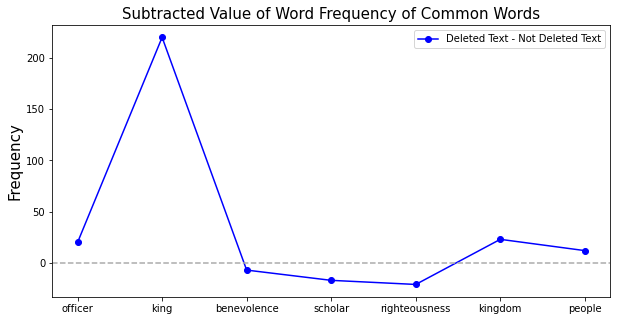 Subtracted Value of Word Frequency of Common Words
Deleted Text - Not Deleted Text
Frequency
200
150
100
50
0
officer king benevolence scholar righteousness kingdom people